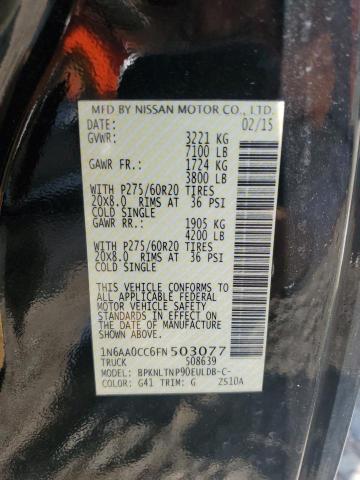 MFD BY NISSAN MOTOR CO., LTD.
DATE: 02/15
GVWR: 3221 KG
7100 LB
GAWR FR.: 1724 KG
3800 LB
WITH P275/60R20 TIRES
20X8.0 RIMS AT 36 PSI
COLD SINGLE
GAWR RR.: 1905 KG
4200 LB
WITH P275/60R20 TIRES
20X8.0 RIMS AT 36 PSI
COLD SINGLE
THIS VEHICLE CONFORMS TO
ALL APPLICABLE FEDERAL
MOTOR VEHICLE SAFETY
STANDARDS IN EFFECT ON
THE DATE OF MANUFACTURE
SHOWN ABOVE.
1N6AA0CC6FN503077
TRUCK 508639
MODEL: BPKNLTNP90EULDB-C-
COLOR: G41 TRIM: G ZS10A